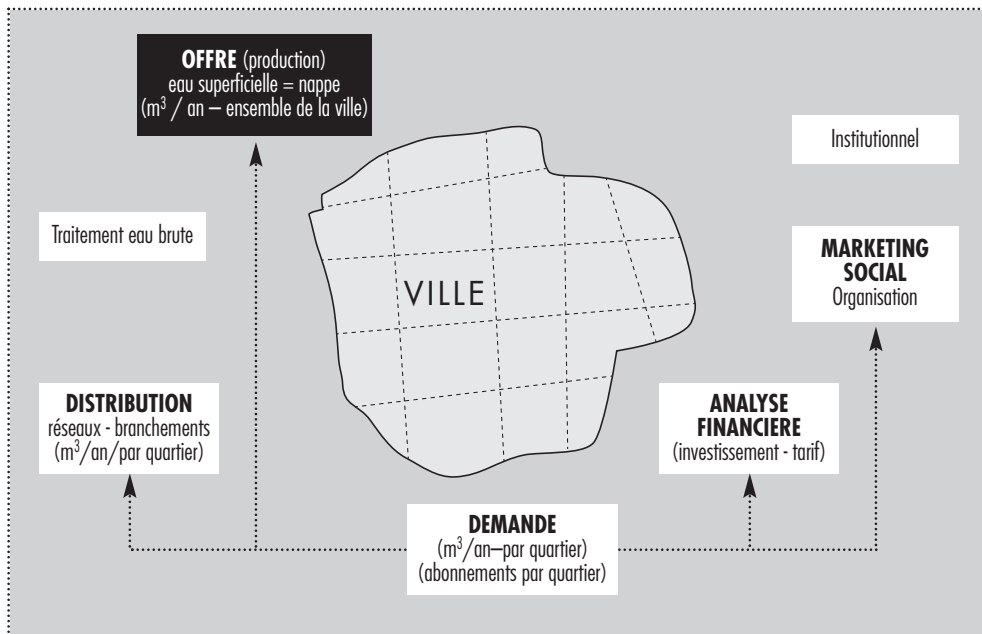 OFFRE (production)
eau superficielle = nappe
(m³ / an – ensemble de la ville)
Institutionnel
Traitement eau brute
MARKETING
SOCIAL
Organisation
VILLE
DISTRIBUTION
réseaux - branchements
(m³/an/par quartier)
ANALYSE
FINANCIERE
(investissement - tarif)
DEMANDE
(m³/an–par quartier)
(abonnements par quartier)